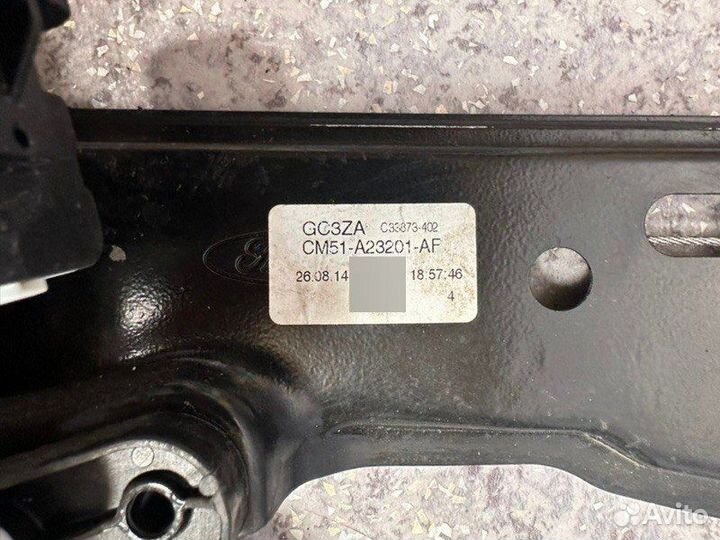 GC3ZA C33873-402
CM51-A23201-AF
26.08.14 18:57:46
4
Avito